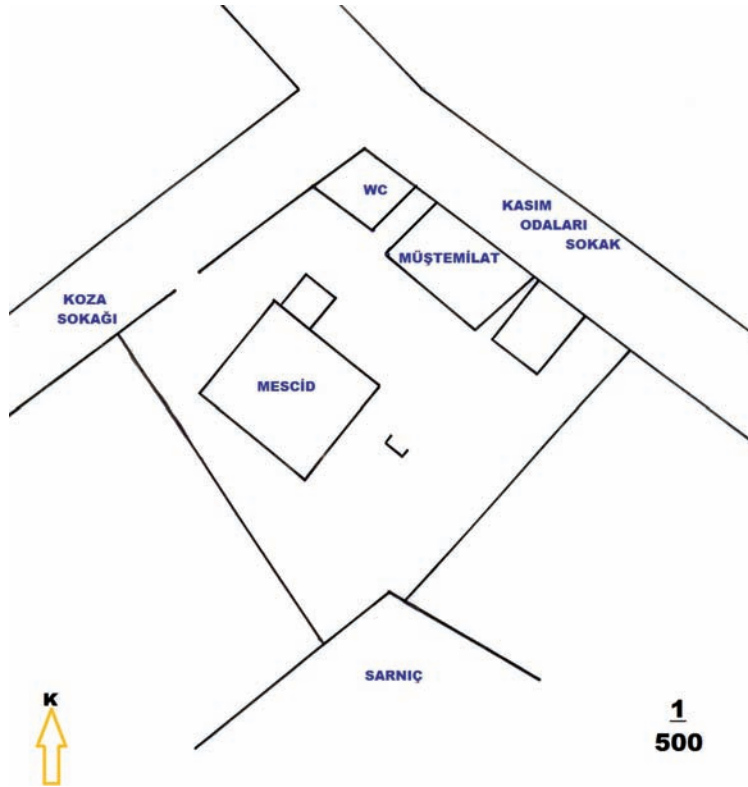 WC
KASIM
ODALARI
SOKAK
MÜŞTEMİLAT
KOZA
SOKAĞI
MESCİD
SARNIÇ
K
1
500